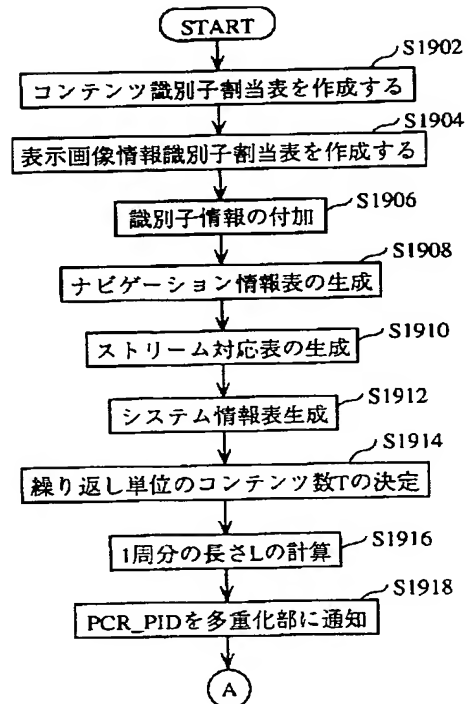 START
S1902
コンテンツ識別子割当表を作成する
S1904
表示画像情報識別子割当表を作成する
S1906
識別子情報の付加
S1908
ナビゲーション情報表の生成
S1910
ストリーム対応表の生成
S1912
システム情報表生成
S1914
繰り返し単位のコンテンツ数Tの決定
S1916
1周分の長さLの計算
S1918
PCR_PIDを多重化部に通知
A